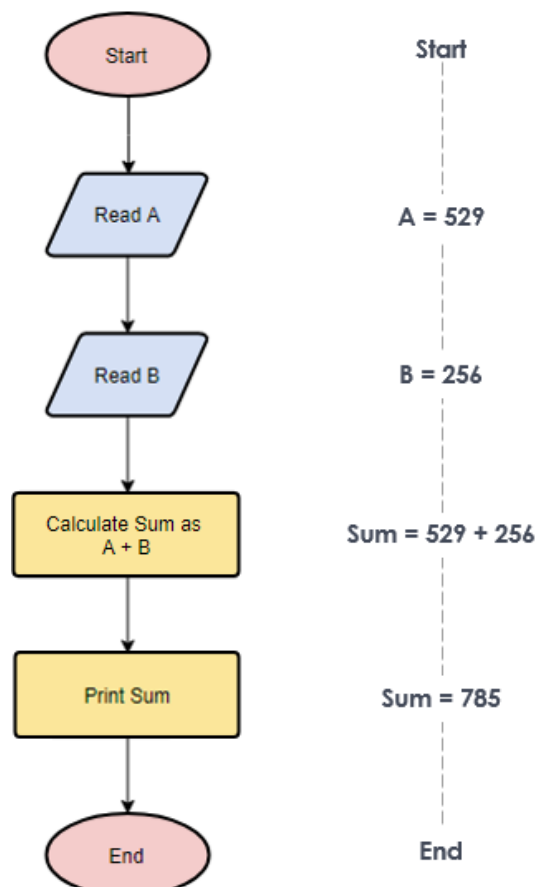 Start
Start
Read A
A = 529
Read B
B = 256
Calculate Sum as
A + B
Sum = 529 + 256
Print Sum
Sum = 785
End
End